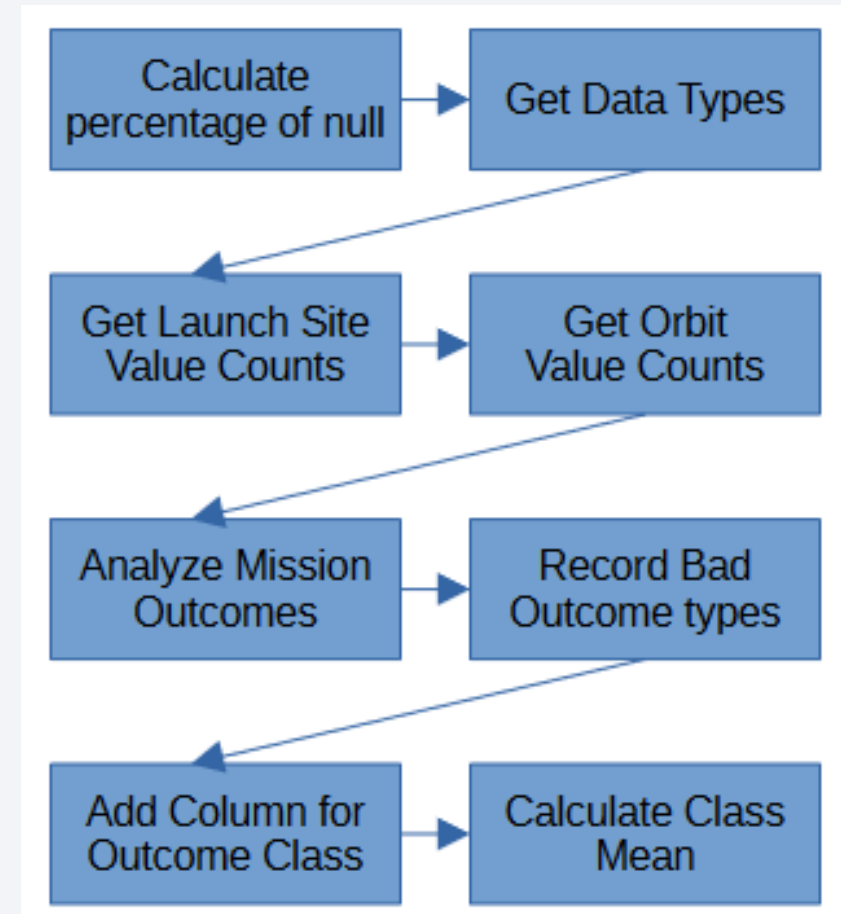 Calculate
percentage of null
Get Data Types
Get Launch Site
Value Counts
Get Orbit
Value Counts
Analyze Mission
Outcomes
Record Bad
Outcome types
Add Column for
Outcome Class
Calculate Class
Mean